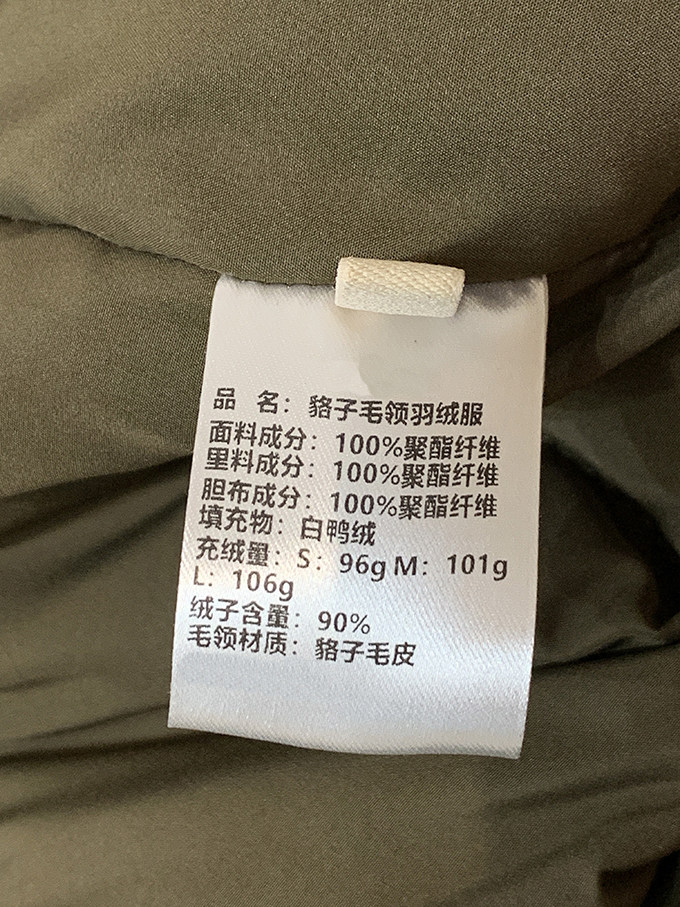 品 名：貉子毛领羽绒服
面料成分：100%聚酯纤维
里料成分：100%聚酯纤维
胆布成分：100%聚酯纤维
填充物：白鸭绒
充绒量：S：96g M：101g
L：106g
绒子含量：90%
毛领材质：貉子毛皮